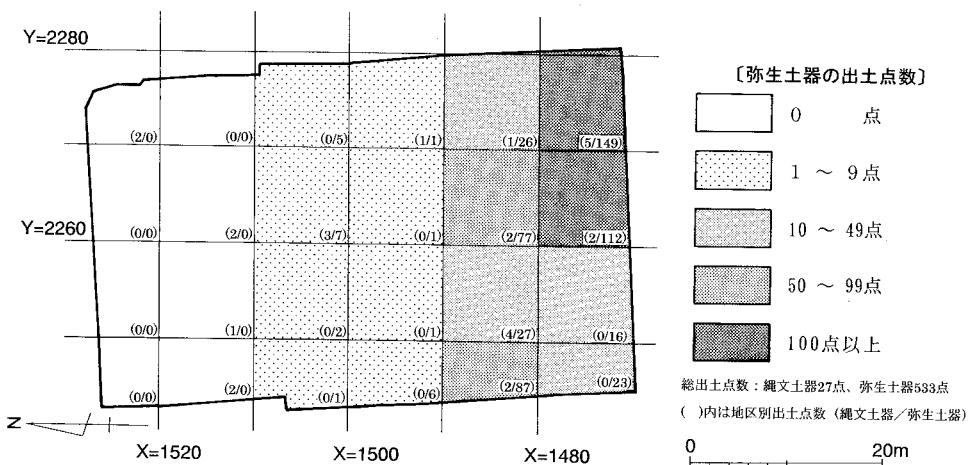 Y=2280
(2/0) (0/0) (0/5) (1/1) (1/26) (5/149)
Y=2260
(0/0) (2/0) (3/7) (0/1) (2/77) (2/112)
(0/0) (1/0) (0/2) (0/1) (4/27) (0/16)
(0/0) (2/0) (0/1) (0/6) (2/87) (0/23)
Z
X=1520 X=1500 X=1480
〔弥生土器の出土点数〕
0 点
1 ～ 9点
10 ～ 49点
50 ～ 99点
100点以上
総出土点数：縄文土器27点、弥生土器533点
( )内は地区別出土点数 (縄文土器／弥生土器)
0 20m